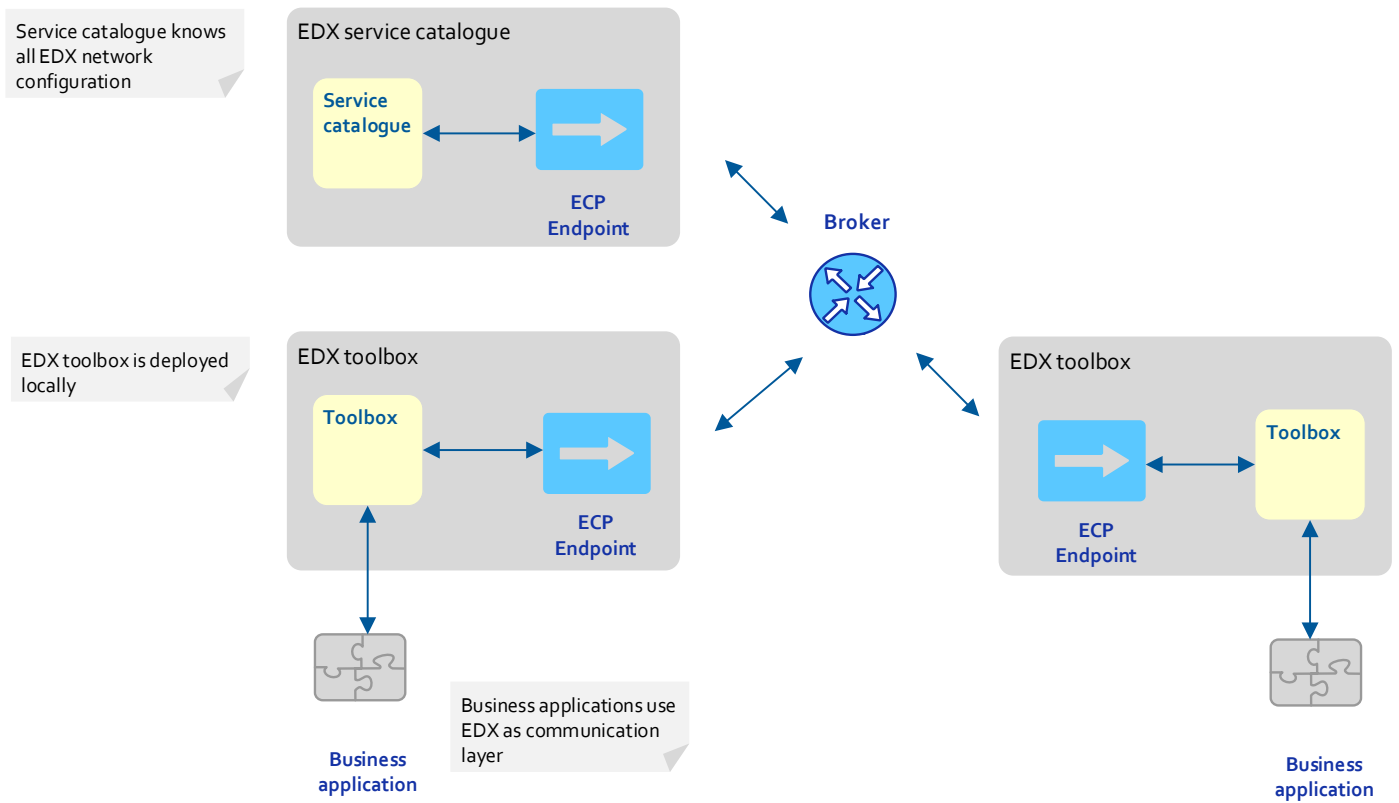 Service catalogue knows
all EDX network
configuration
EDX service catalogue
Service
catalogue
ECP
Endpoint
Broker
EDX toolbox is deployed
locally
EDX toolbox
Toolbox
ECP
Endpoint
EDX toolbox
Toolbox
ECP
Endpoint
Business applications use
EDX as communication
layer
Business
application
Business
application